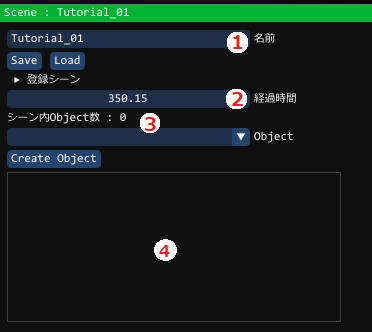 Scene : Tutorial_01
Tutorial_01 1 名前
Save Load
▶ 登録シーン
350.15 2 経過時間
シーン内Object数 : 0 3
▼ Object
Create Object
4